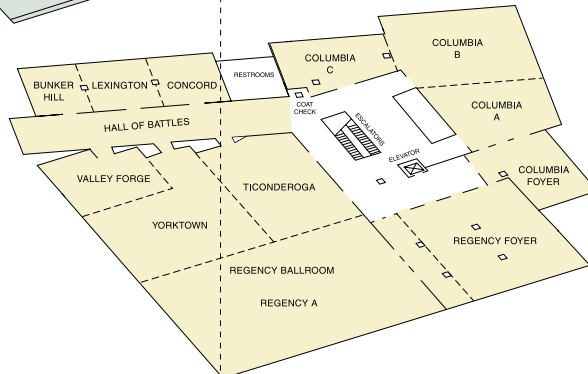 COLUMBIA
B
COLUMBIA
C
RESTROOMS
BUNKER
HILL
LEXINGTON
CONCORD
COAT
CHECK
COLUMBIA
A
HALL OF BATTLES
ESCALATORS
ELEVATOR
COLUMBIA
FOYER
VALLEY FORGE
TICONDEROGA
YORKTOWN
REGENCY FOYER
REGENCY BALLROOM
REGENCY A